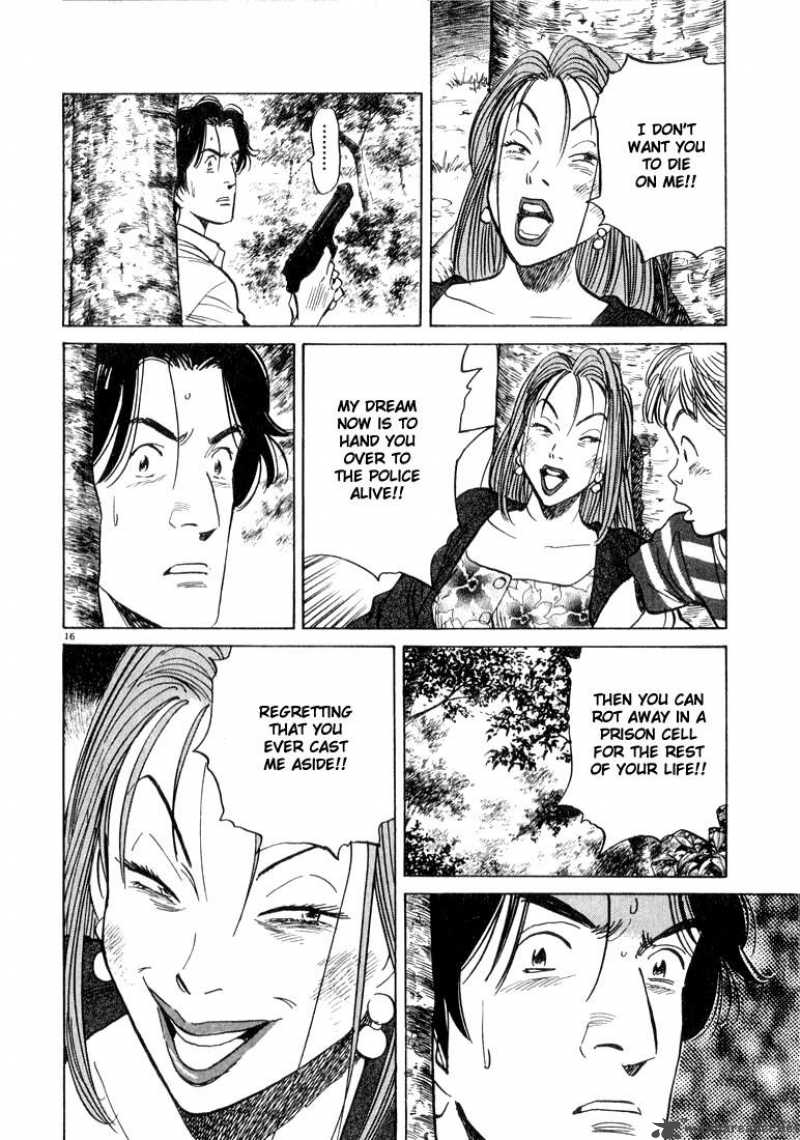 I DON'T
WANT YOU
TO DIE
ON ME!!
........
MY DREAM
NOW IS TO
HAND YOU
OVER TO
THE POLICE
ALIVE!!
16
THEN YOU CAN
ROT AWAY IN A
PRISON CELL
FOR THE REST
OF YOUR LIFE!!
REGRETTING
THAT YOU
EVER CAST
ME ASIDE!!